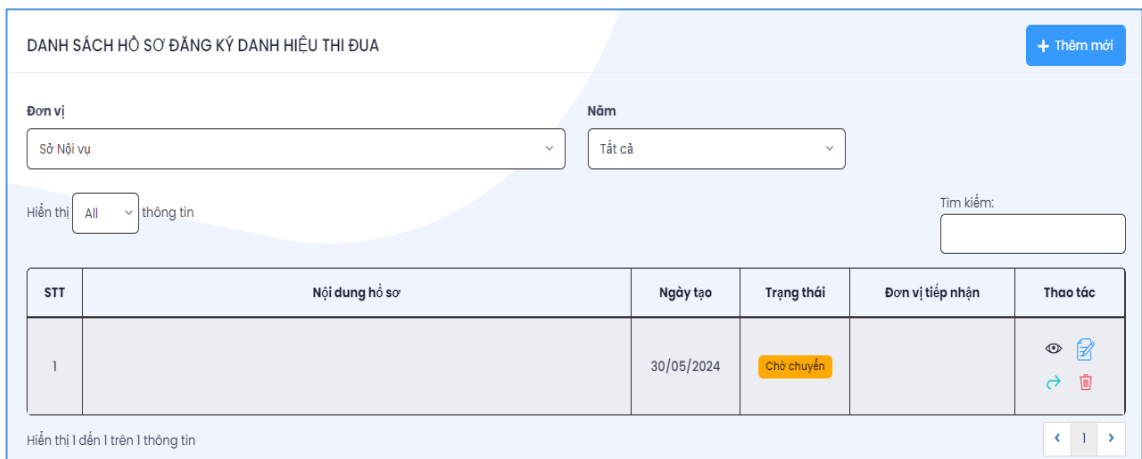 DANH SÁCH HỒ SƠ ĐĂNG KÝ DANH HIỆU THI ĐUA
+ Thêm mới
Đơn vị Năm
Sở Nội vụ Tất cả
Hiển thị All thông tin
Tìm kiếm:
STT Nội dung hồ sơ Ngày tạo Trạng thái Đơn vị tiếp nhận Thao tác
1 30/05/2024 Chờ chuyển
Hiển thị 1 đến 1 trên 1 thông tin
‹ 1 ›